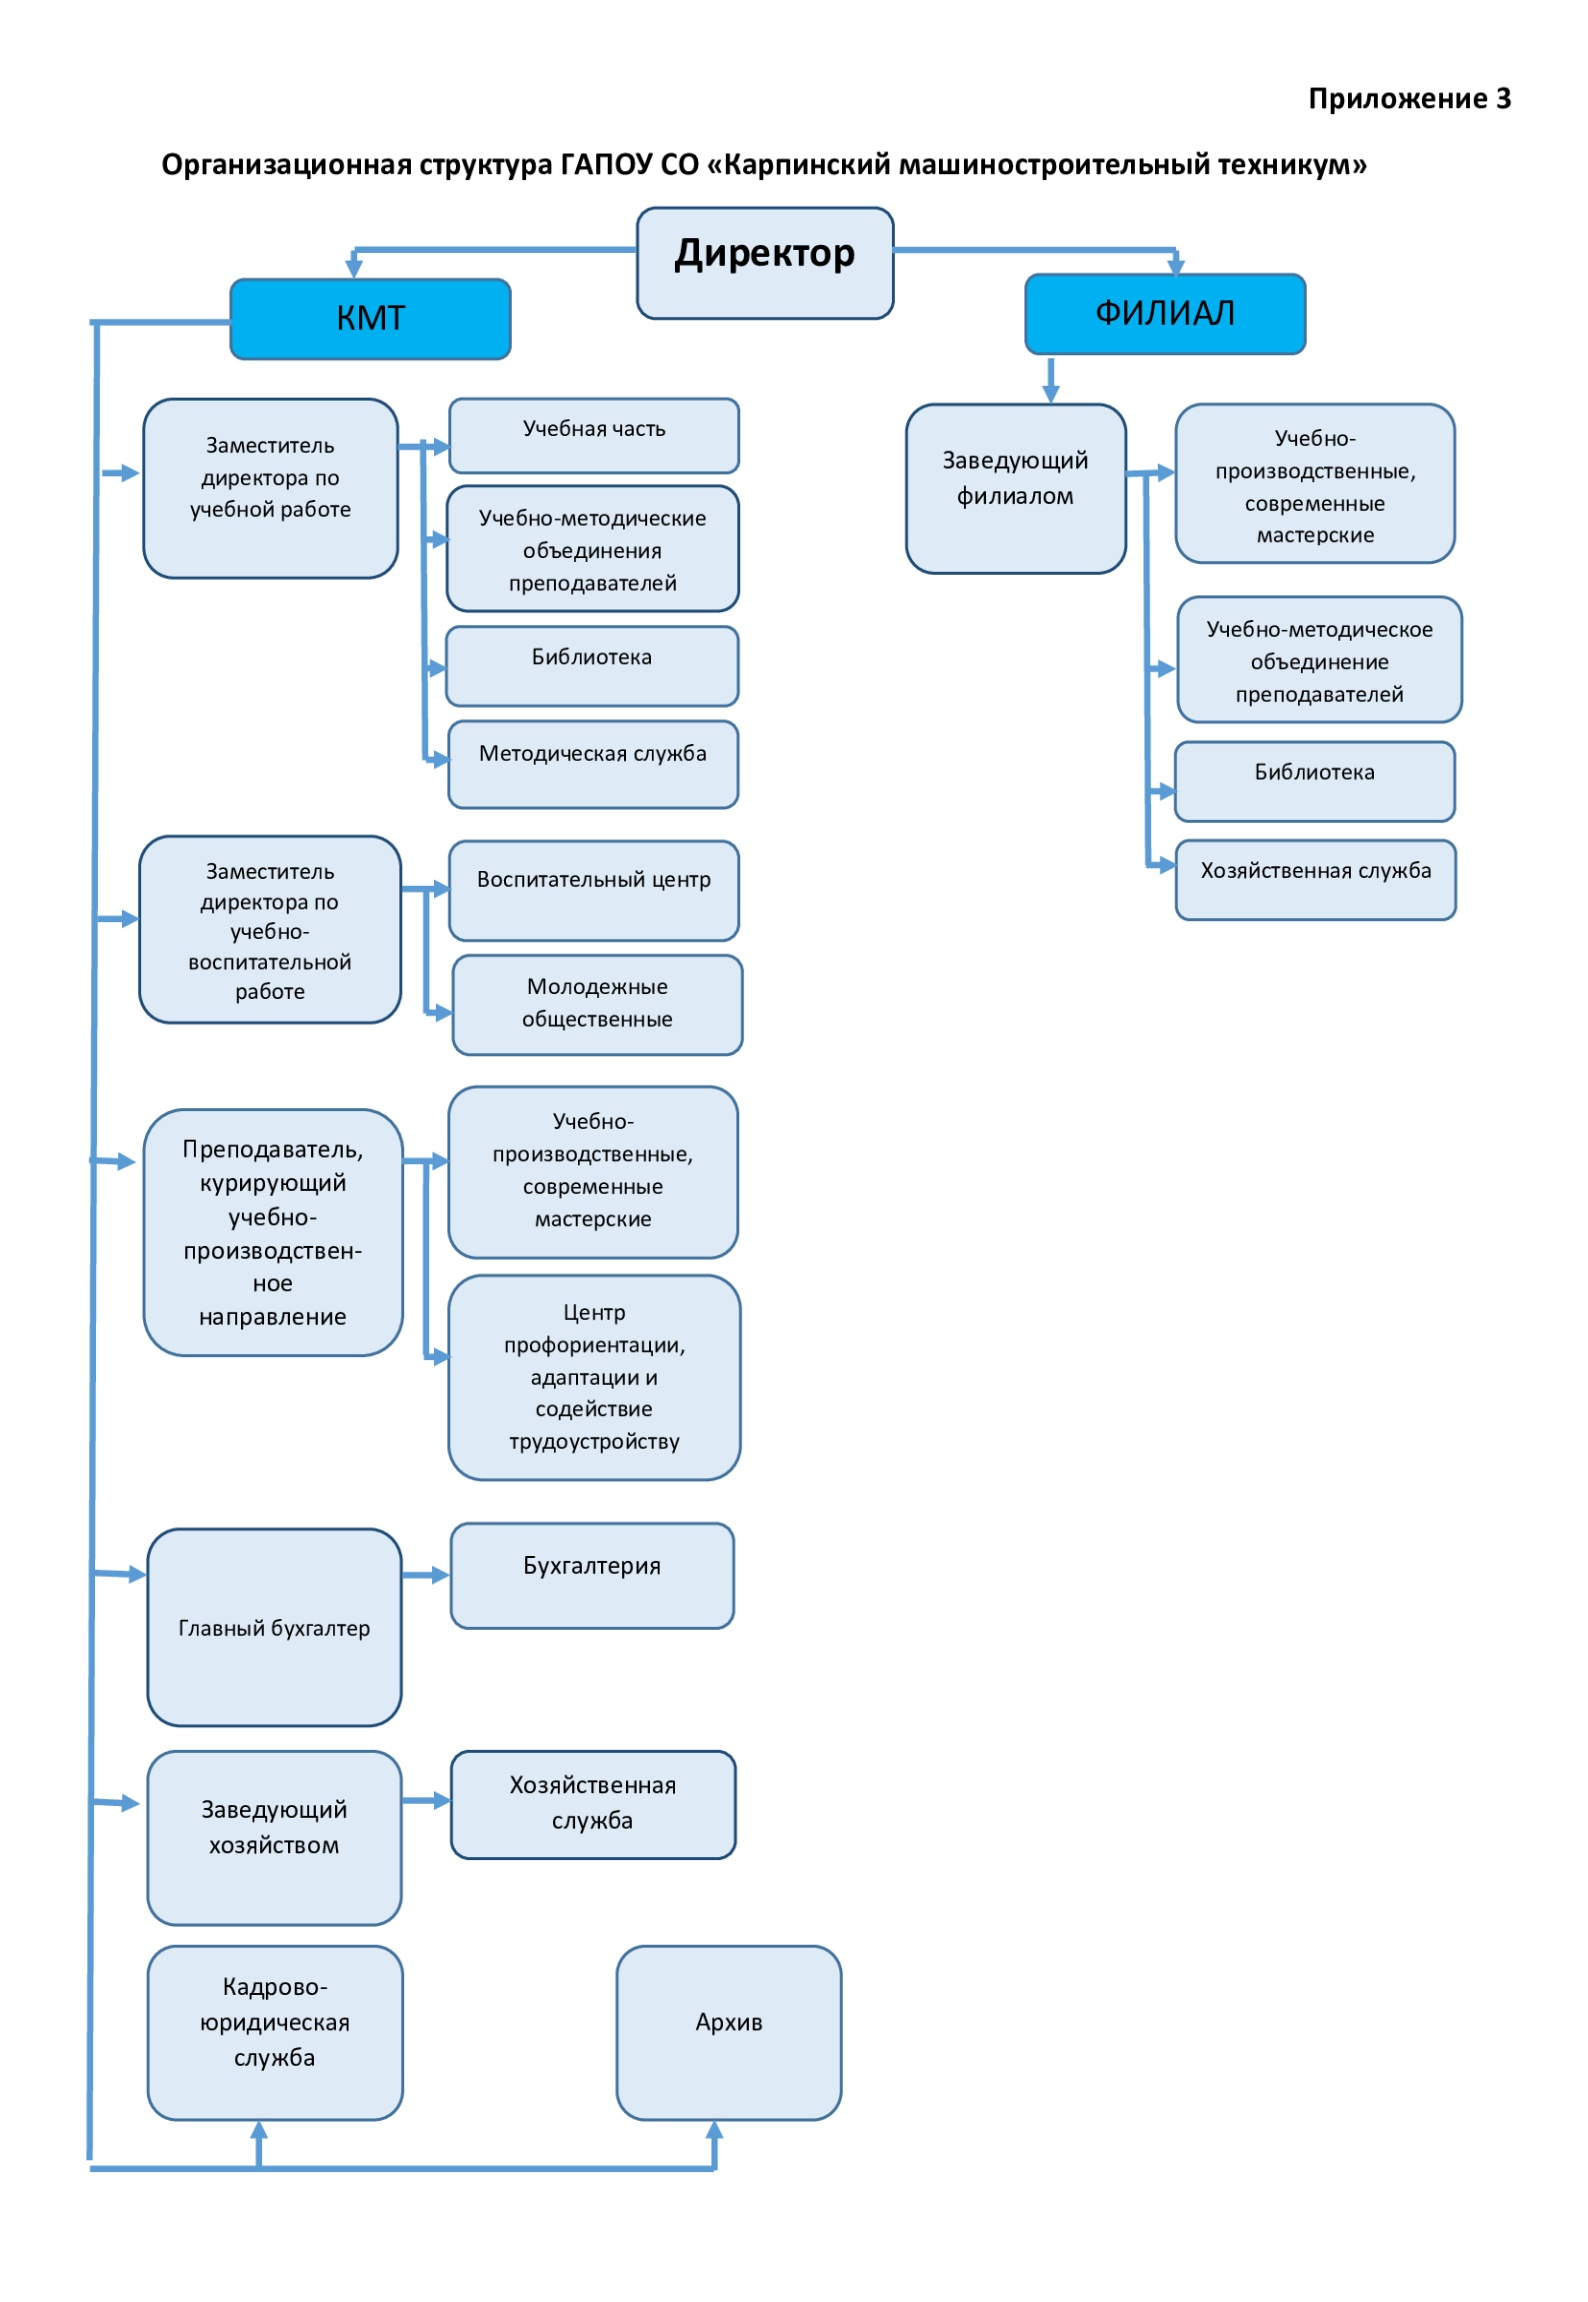 Приложение 3
Организационная структура ГАПОУ СО «Карпинский машиностроительный техникум»
Директор
КМТ
ФИЛИАЛ
Заместитель
директора по
учебной работе
Учебная часть
Учебно-методические
объединения
преподавателей
Библиотека
Методическая служба
Заведующий
филиалом
Учебно-
производственные,
современные
мастерские
Учебно-методическое
объединение
преподавателей
Библиотека
Хозяйственная служба
Заместитель
директора по
учебно-
воспитательной
работе
Воспитательный центр
Молодежные
общественные
Преподаватель,
курирующий
учебно-
производствен-
ное
направление
Учебно-
производственные,
современные
мастерские
Центр
профориентации,
адаптации и
содействие
трудоустройству
Главный бухгалтер
Бухгалтерия
Заведующий
хозяйством
Хозяйственная
служба
Кадрово-
юридическая
служба
Архив